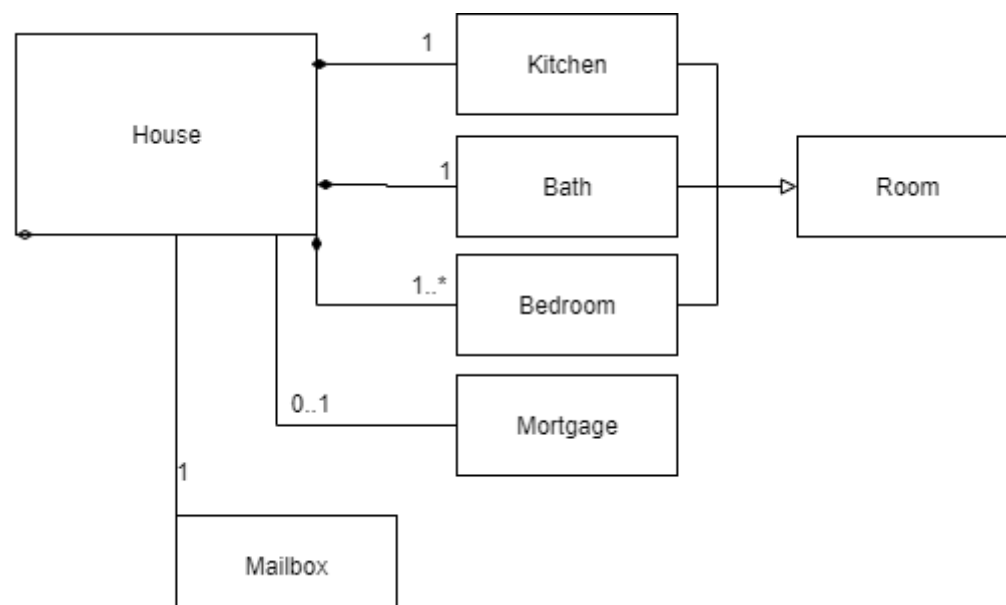 1
Kitchen
House
1
Bath
Room
1..*
Bedroom
0..1
Mortgage
1
Mailbox